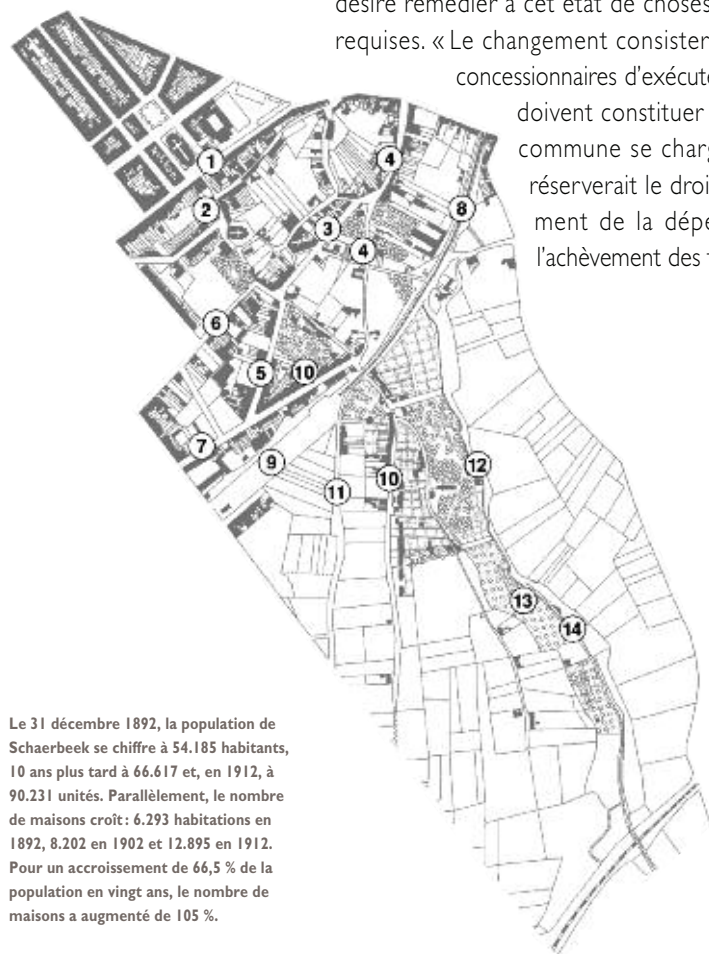 désire remédier à cet état de choses
requises. « Le changement consister
concessionnaires d'exécute
doivent constituer
commune se charg
réserverait le droi
ment de la dépe
l'achèvement des
1
2
3
4
4
8
6
5
10
7
9
11
10
12
13
14
Le 31 décembre 1892, la population de
Schaerbeek se chiffre à 54.185 habitants,
10 ans plus tard à 66.617 et, en 1912, à
90.231 unités. Parallèlement, le nombre
de maisons croît : 6.293 habitations en
1892, 8.202 en 1902 et 12.895 en 1912.
Pour un accroissement de 66,5 % de la
population en vingt ans, le nombre de
maisons a augmenté de 105 %.